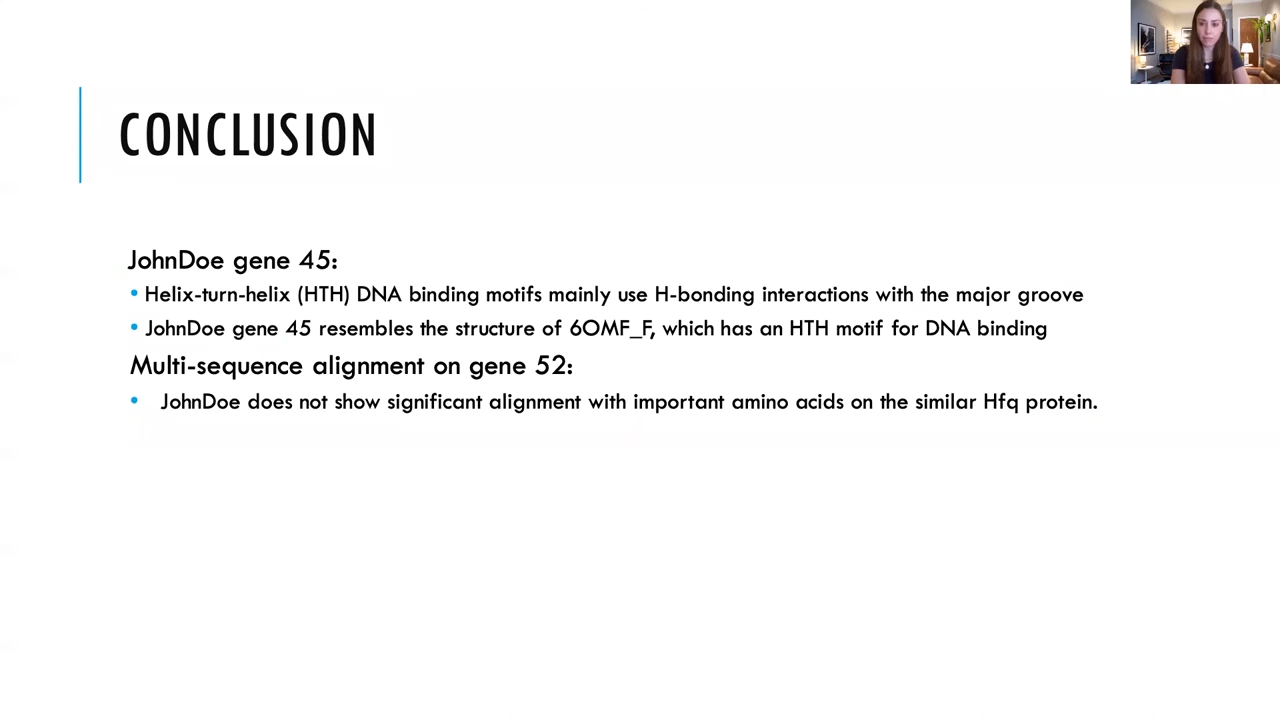 CONCLUSION
JohnDoe gene 45:
• Helix-turn-helix (HTH) DNA binding motifs mainly use H-bonding interactions with the major groove
• JohnDoe gene 45 resembles the structure of 6OMF_F, which has an HTH motif for DNA binding
Multi-sequence alignment on gene 52:
• JohnDoe does not show significant alignment with important amino acids on the similar Hfq protein.